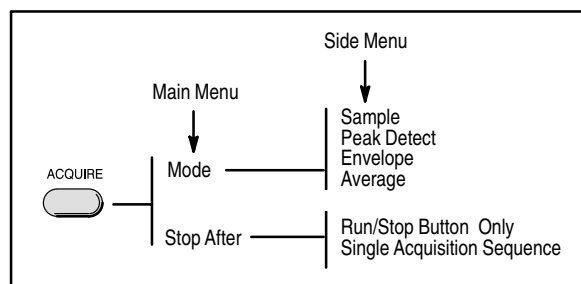 Side Menu
Main Menu
Sample
Peak Detect
Envelope
Average
ACQUIRE
Mode
Stop After
Run/Stop Button Only
Single Acquisition Sequence